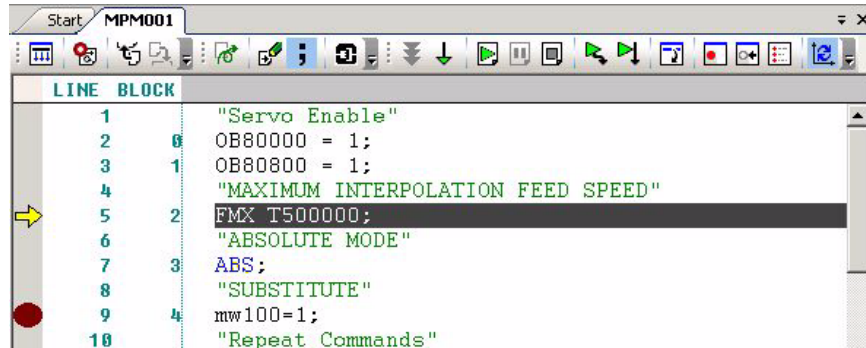 Start MPM001
LINE BLOCK
1 "Servo Enable"
2 0 OB80000 = 1;
3 1 OB80800 = 1;
4 "MAXIMUM INTERPOLATION FEED SPEED"
5 2 FMX T500000;
6 "ABSOLUTE MODE"
7 3 ABS;
8 "SUBSTITUTE"
9 4 mw100=1;
10 "Repeat Commands"